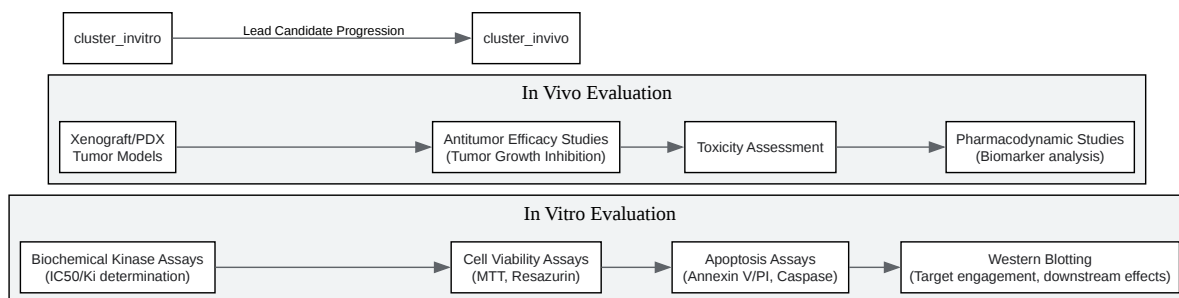 cluster_invitro
Lead Candidate Progression
cluster_invivo
In Vivo Evaluation
Xenograft/PDX
Tumor Models
Antitumor Efficacy Studies
(Tumor Growth Inhibition)
Toxicity Assessment
Pharmacodynamic Studies
(Biomarker analysis)
In Vitro Evaluation
Biochemical Kinase Assays
(IC50/Ki determination)
Cell Viability Assays
(MTT, Resazurin)
Apoptosis Assays
(Annexin V/PI, Caspase)
Western Blotting
(Target engagement, downstream effects)